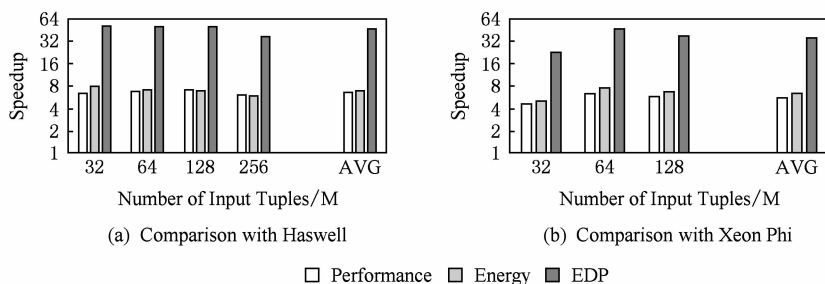 64
32
16
8
4
2
1
Speedup
32 64 128 256 AVG
Number of Input Tuples/M
(a) Comparison with Haswell
64
32
16
8
4
2
1
Speedup
32 64 128 AVG
Number of Input Tuples/M
(b) Comparison with Xeon Phi
Performance Energy EDP